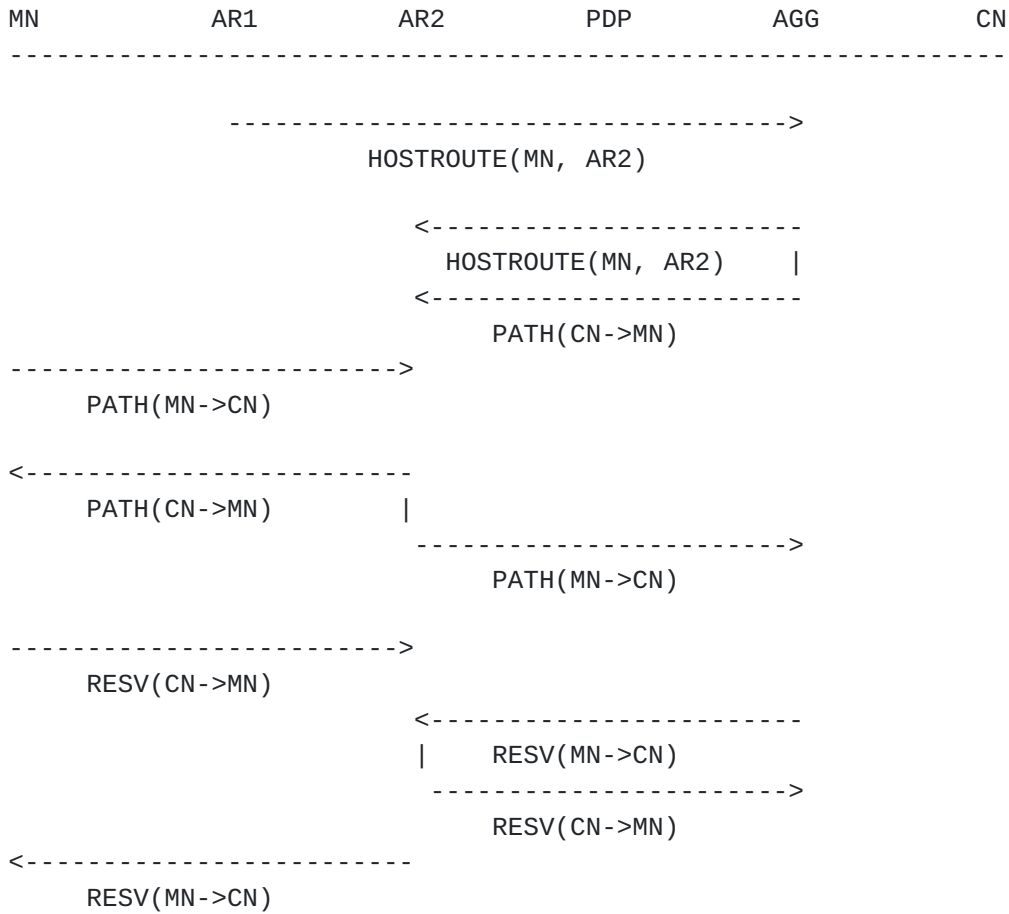 MN AR1 AR2 PDP AGG CN
----------------------------------------------------------------
------------------------------------>
HOSTROUTE(MN, AR2)
<------------------------
HOSTROUTE(MN, AR2) |
<------------------------
PATH(CN->MN)
------------------------->
PATH(MN->CN)
<-------------------------
PATH(CN->MN) |
------------------------>
PATH(MN->CN)
------------------------->
RESV(CN->MN)
<------------------------
| RESV(MN->CN)
----------------------->
RESV(CN->MN)
<-------------------------
RESV(MN->CN)